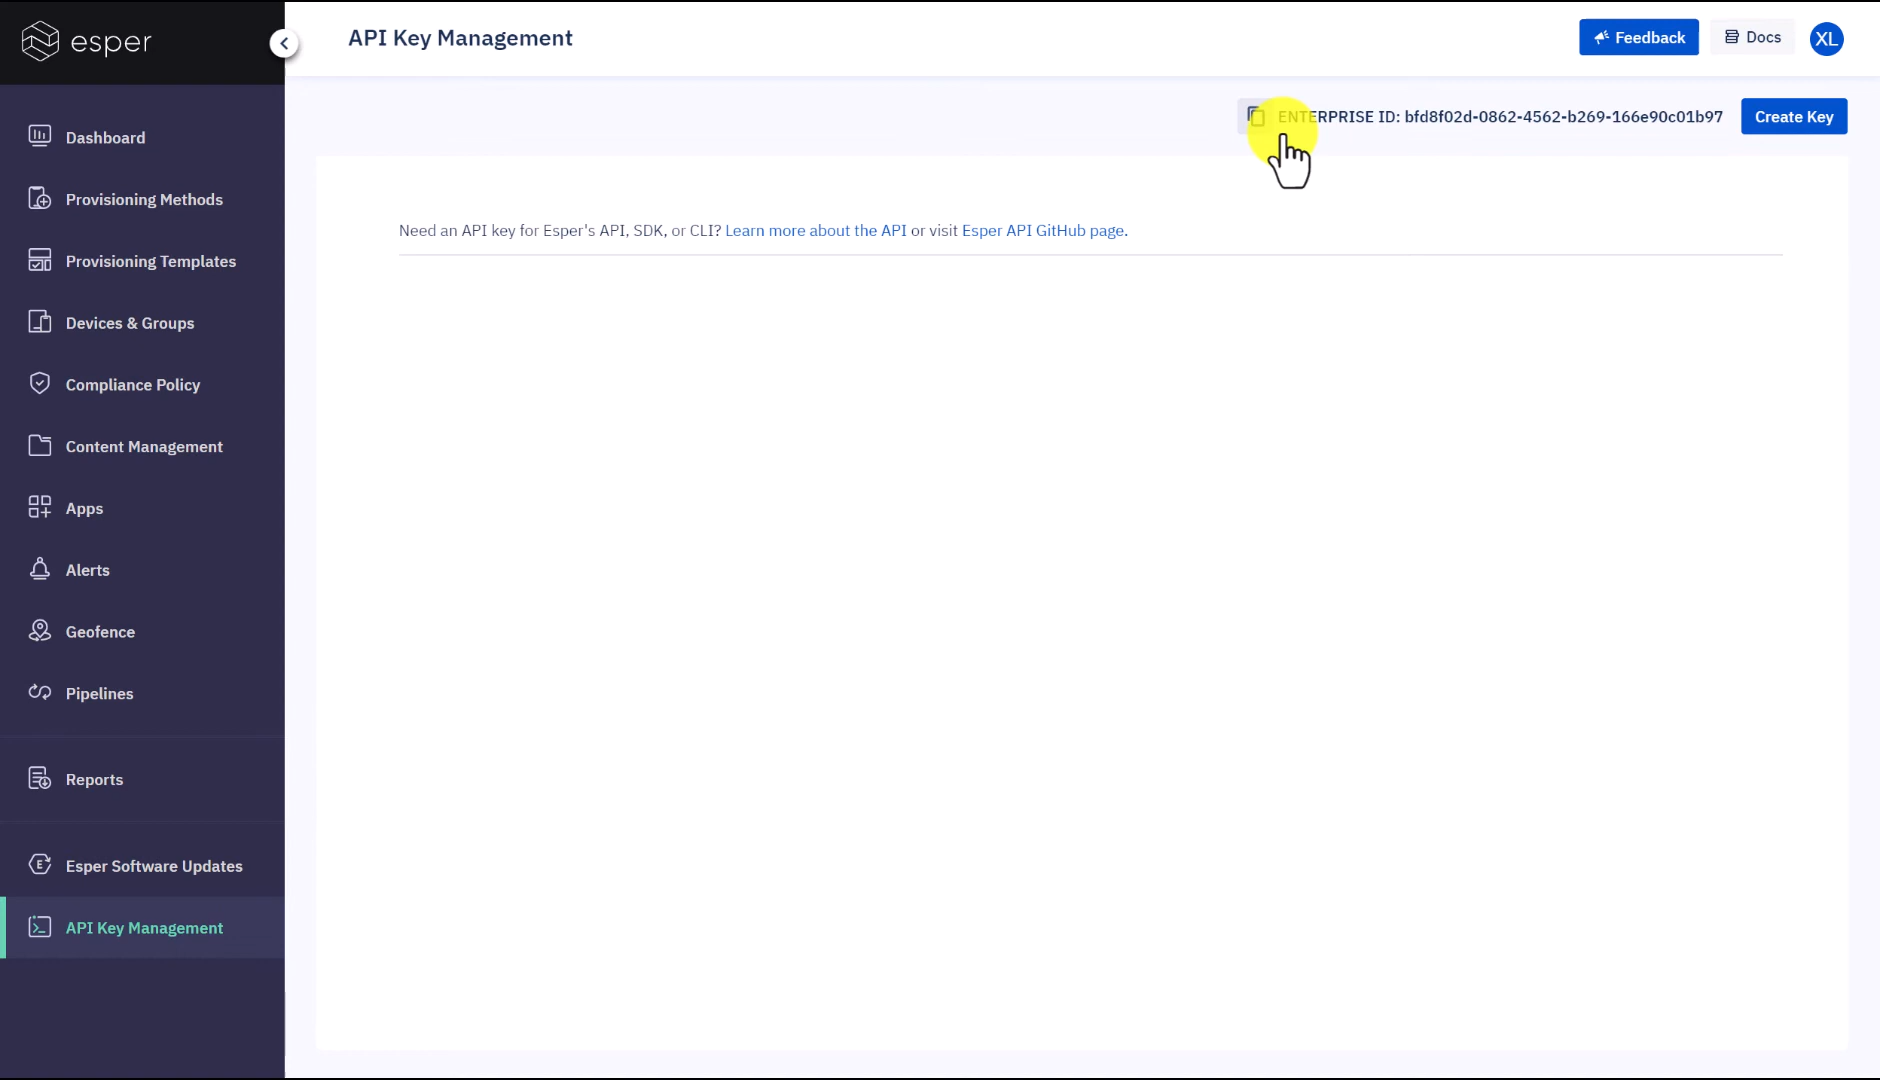 esper
API Key Management
Feedback
Docs
XL
ENTERPRISE ID: bfd8f02d-0862-4562-b269-166e90c01b97
Create Key
Dashboard
Provisioning Methods
Provisioning Templates
Devices & Groups
Compliance Policy
Content Management
Apps
Alerts
Geofence
Pipelines
Reports
Esper Software Updates
API Key Management
Need an API key for Esper's API, SDK, or CLI? Learn more about the API or visit Esper API GitHub page.